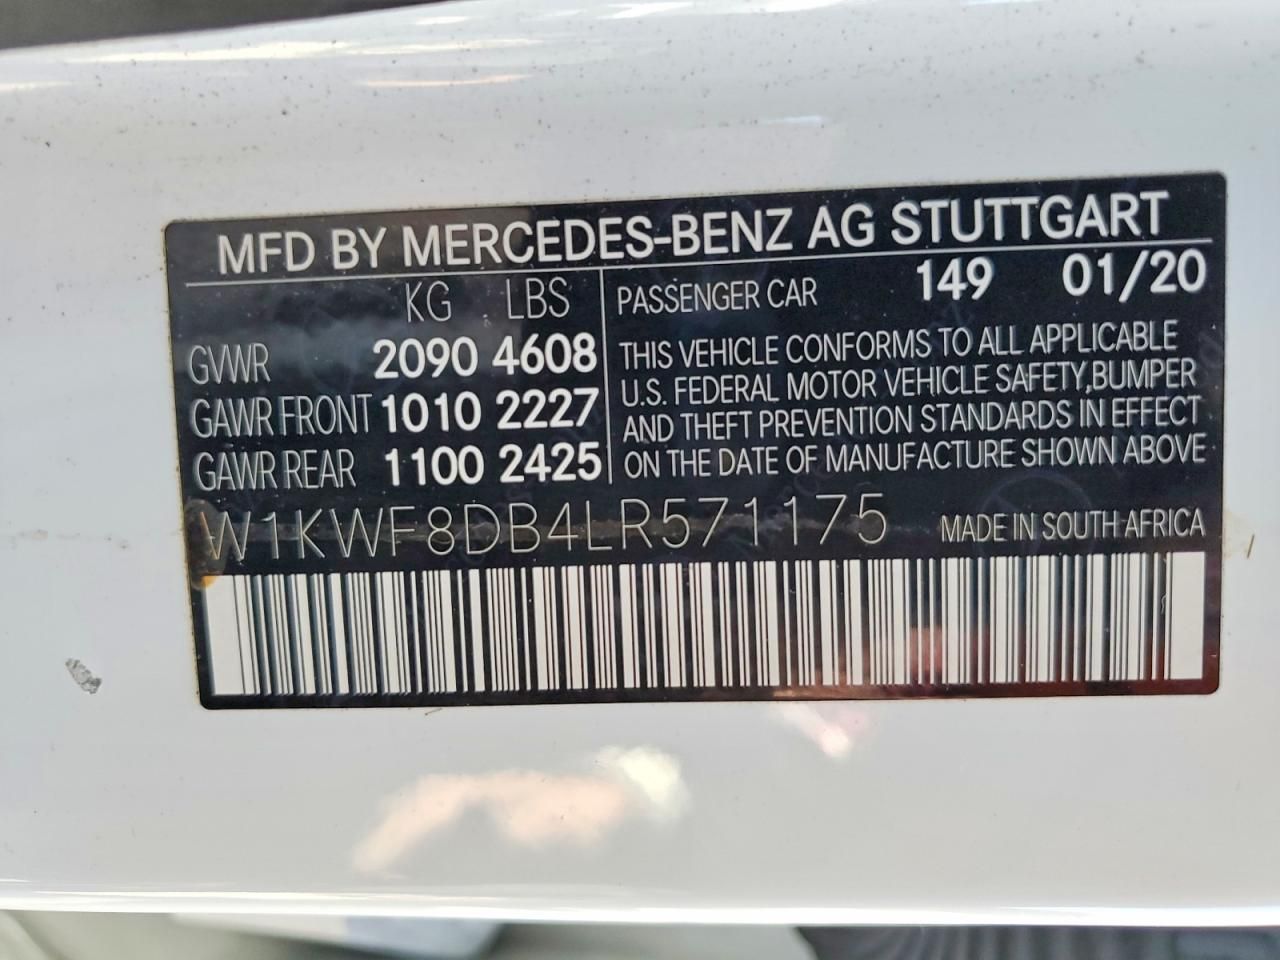 MFD BY MERCEDES-BENZ AG STUTTGART
KG LBS
GVWR 2090 4608
GAWR FRONT 1010 2227
GAWR REAR 1100 2425
PASSENGER CAR 149 01/20
THIS VEHICLE CONFORMS TO ALL APPLICABLE
U.S. FEDERAL MOTOR VEHICLE SAFETY,BUMPER
AND THEFT PREVENTION STANDARDS IN EFFECT
ON THE DATE OF MANUFACTURE SHOWN ABOVE
W1KWF8DB4LR571175 MADE IN SOUTH AFRICA